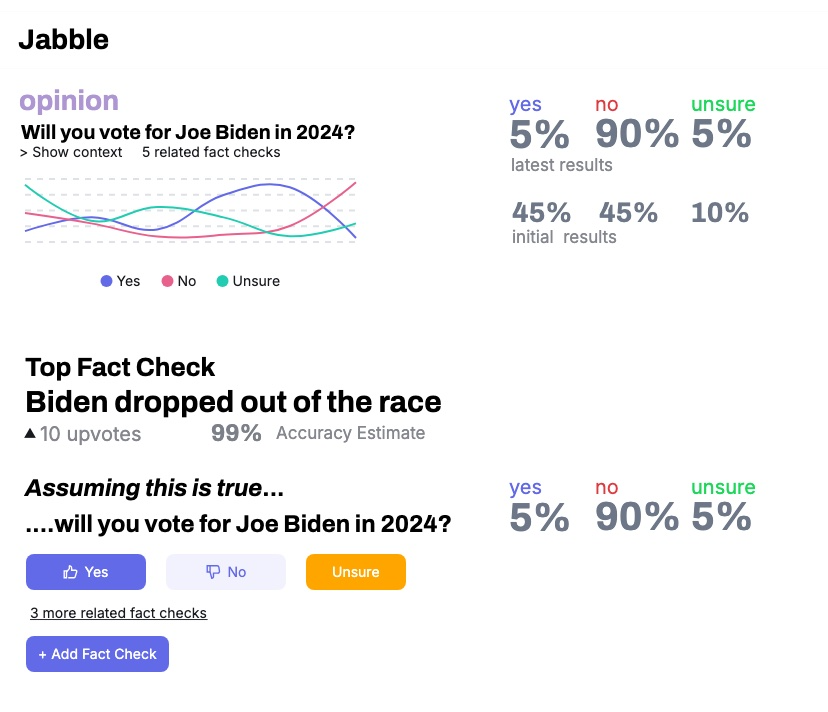 Jabble
opinion
Will you vote for Joe Biden in 2024?
> Show context 5 related fact checks
Yes No Unsure
yes no unsure
5% 90% 5%
latest results
45% 45% 10%
initial results
Top Fact Check
Biden dropped out of the race
10 upvotes 99% Accuracy Estimate
Assuming this is true...
....will you vote for Joe Biden in 2024?
yes no unsure
5% 90% 5%
Yes No Unsure
3 more related fact checks
+ Add Fact Check